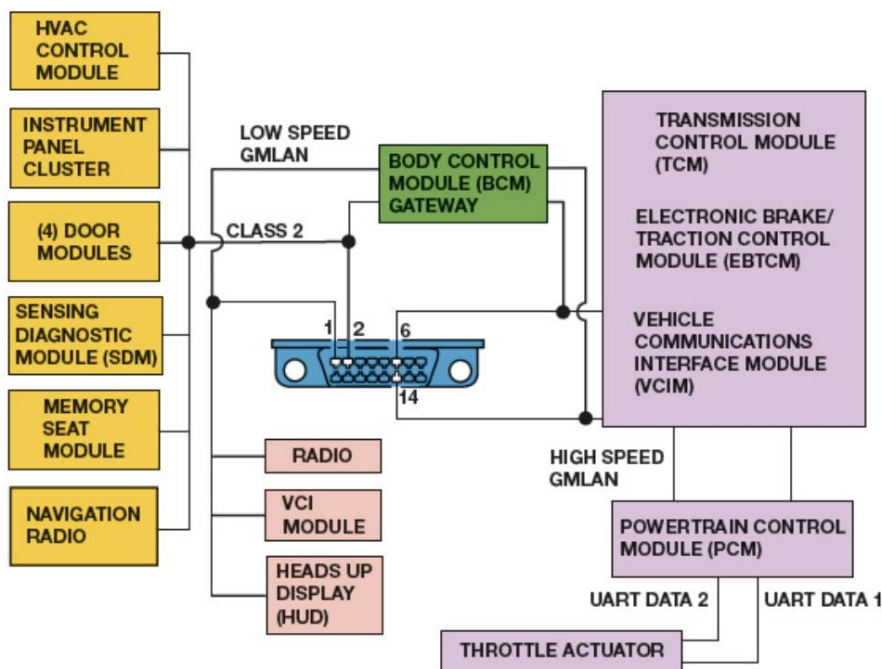 HVAC
CONTROL
MODULE
INSTRUMENT
PANEL
CLUSTER
(4) DOOR
MODULES
SENSING
DIAGNOSTIC
MODULE (SDM)
MEMORY
SEAT
MODULE
NAVIGATION
RADIO
LOW SPEED
GMLAN
CLASS 2
BODY CONTROL
MODULE (BCM)
GATEWAY
1
2
6
14
RADIO
VCI
MODULE
HEADS UP
DISPLAY
(HUD)
TRANSMISSION
CONTROL MODULE
(TCM)
ELECTRONIC BRAKE/
TRACTION CONTROL
MODULE (EBTCM)
VEHICLE
COMMUNICATIONS
INTERFACE MODULE
(VCIM)
HIGH SPEED
GMLAN
POWERTRAIN CONTROL
MODULE (PCM)
UART DATA 2
UART DATA 1
THROTTLE ACTUATOR